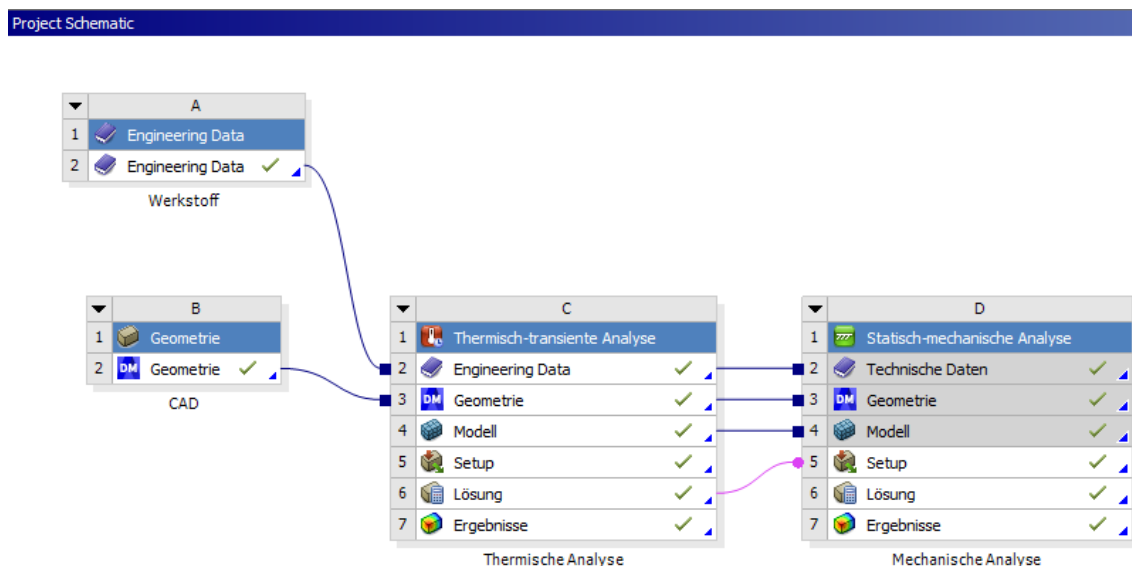 Project Schematic
A
1 Engineering Data
2 Engineering Data
Werkstoff
B
1 Geometrie
2 DM Geometrie
CAD
C
1 Thermisch-transiente Analyse
2 Engineering Data
3 DM Geometrie
4 Modell
5 Setup
6 Lösung
7 Ergebnisse
Thermische Analyse
D
1 Statisch-mechanische Analyse
2 Technische Daten
3 DM Geometrie
4 Modell
5 Setup
6 Lösung
7 Ergebnisse
Mechanische Analyse